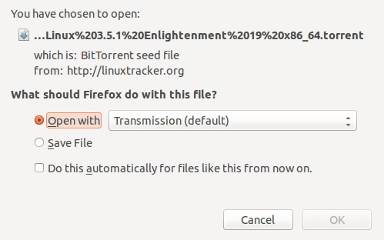 You have chosen to open:
...Linux%203.5.1%20Enlightenment%2019%20x86_64.torrent
which is: BitTorrent seed file
from: http://linuxtracker.org
What should Firefox do with this file?
Open with Transmission (default)
Save File
Do this automatically for files like this from now on.
Cancel OK